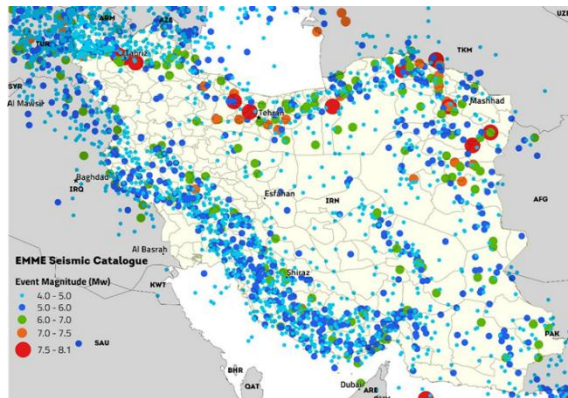 UZB
ARM
AZE
TUR
Tabriz
TKM
SYR
Al Mawsil
Mashhad
Tehran
Baghdad
IRQ
Esfahan
IRN
AFG
Al Basrah
EMME Seismic Catalogue
Event Magnitude (Mw)
4.0 - 5.0
5.0 - 6.0
6.0 - 7.0
7.0 - 7.5
7.5 - 8.1
KWT
Shiraz
SAU
PAK
BHR
QAT
Dubai
ARE